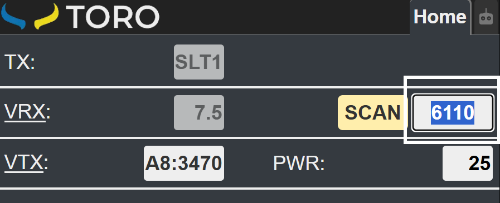 TORO Home
TX: SLT1
VRX: 7.5 SCAN 6110
VTX: A8:3470 PWR: 25